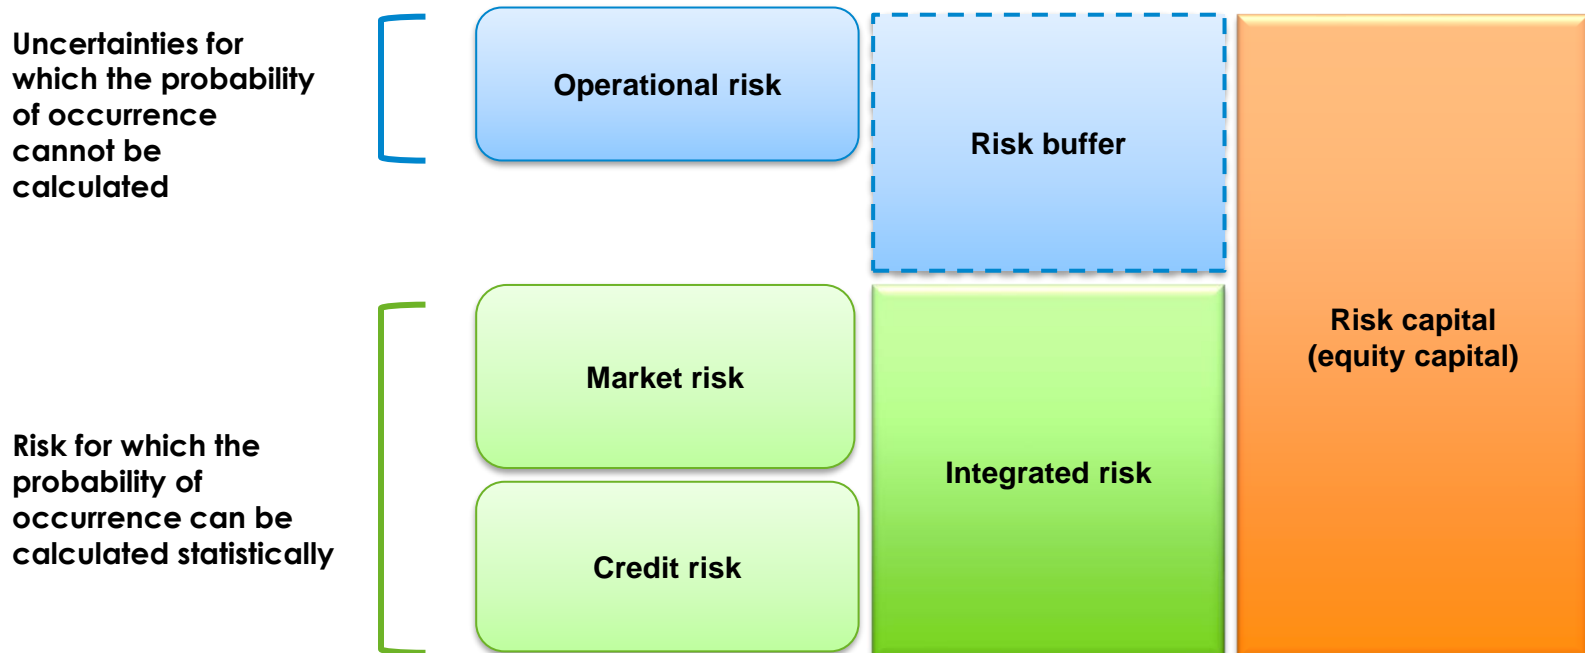 Uncertainties for
which the probability
of occurrence
cannot be
calculated
Operational risk
Risk buffer
Risk capital
(equity capital)
Market risk
Integrated risk
Credit risk
Risk for which the
probability of
occurrence can be
calculated statistically